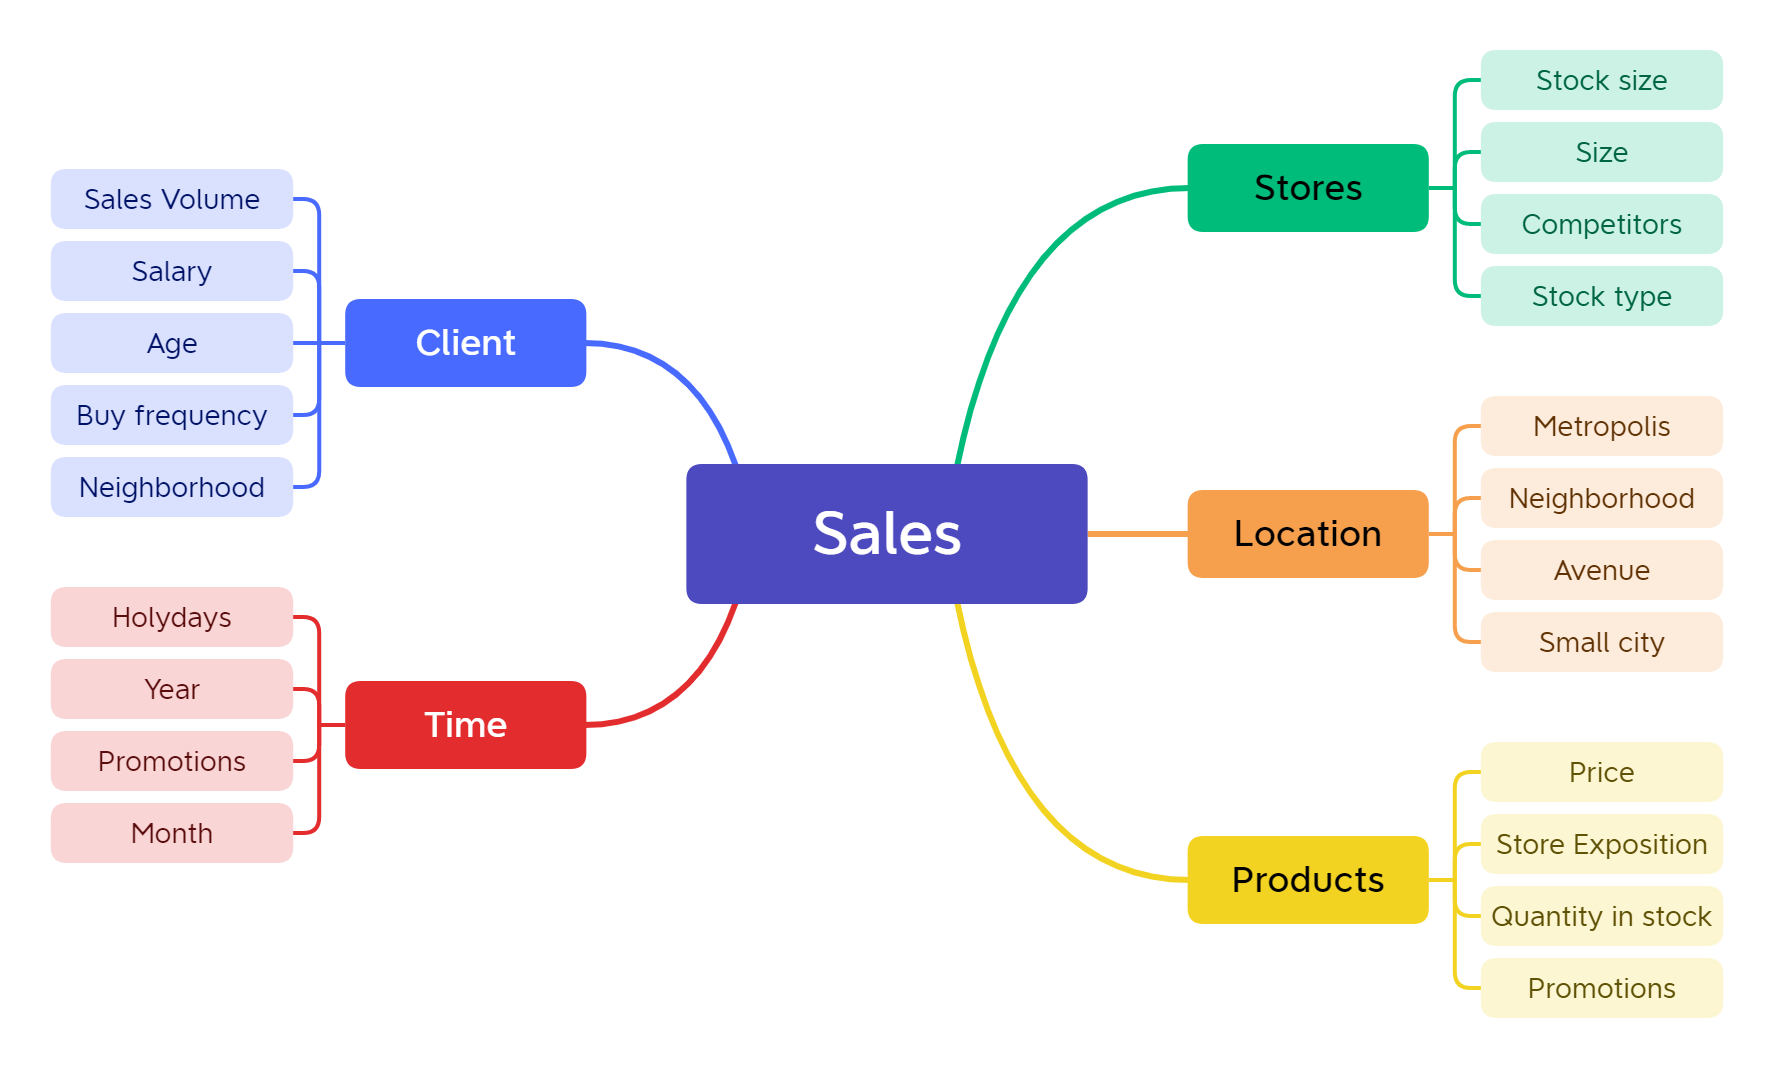 Sales
Client
Sales Volume
Salary
Age
Buy frequency
Neighborhood
Time
Holydays
Year
Promotions
Month
Stores
Stock size
Size
Competitors
Stock type
Location
Metropolis
Neighborhood
Avenue
Small city
Products
Price
Store Exposition
Quantity in stock
Promotions